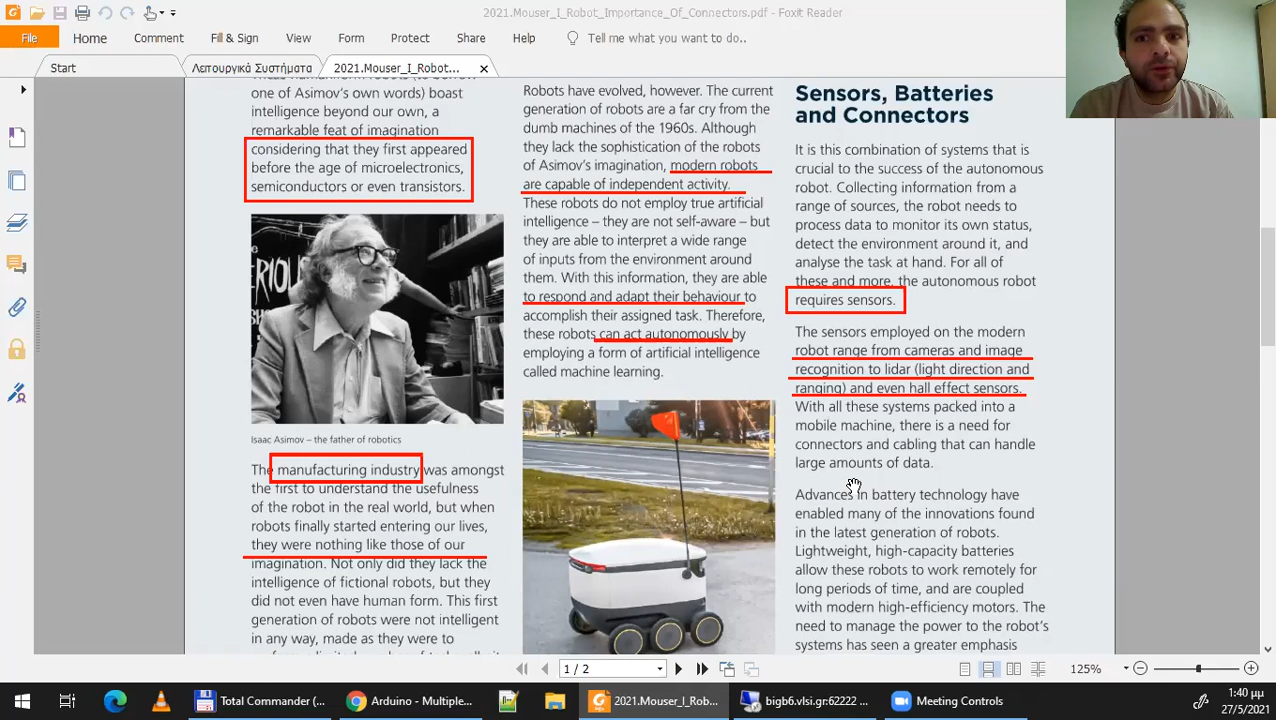 2021.Mouser_I_Robot_Importance_Of_Connectors.pdf - Foxit Reader
File
Home
Comment
Fill & Sign
View
Form
Protect
Share
Help
Tell me what you want to do..
Start
Λειτουργικά Συστήματα
2021.Mouser_I_Robot...
one of Asimov's own words) boast
intelligence beyond our own, a
remarkable feat of imagination
considering that they first appeared
before the age of microelectronics,
semiconductors or even transistors.
Isaac Asimov – the father of robotics
The manufacturing industry was amongst
the first to understand the usefulness
of the robot in the real world, but when
robots finally started entering our lives,
they were nothing like those of our
imagination. Not only did they lack the
intelligence of fictional robots, but they
did not even have human form. This first
generation of robots were not intelligent
in any way, made as they were to
Robots have evolved, however. The current
generation of robots are a far cry from the
dumb machines of the 1960s. Although
they lack the sophistication of the robots
of Asimov's imagination, modern robots
are capable of independent activity.
These robots do not employ true artificial
intelligence – they are not self-aware – but
they are able to interpret a wide range
of inputs from the environment around
them. With this information, they are able
to respond and adapt their behaviour to
accomplish their assigned task. Therefore,
these robots can act autonomously by
employing a form of artificial intelligence
called machine learning.
Sensors, Batteries
and Connectors
It is this combination of systems that is
crucial to the success of the autonomous
robot. Collecting information from a
range of sources, the robot needs to
process data to monitor its own status,
detect the environment around it, and
analyse the task at hand. For all of
these and more, the autonomous robot
requires sensors.
The sensors employed on the modern
robot range from cameras and image
recognition to lidar (light direction and
ranging) and even hall effect sensors.
With all these systems packed into a
mobile machine, there is a need for
connectors and cabling that can handle
large amounts of data.
Advances in battery technology have
enabled many of the innovations found
in the latest generation of robots.
Lightweight, high-capacity batteries
allow these robots to work remotely for
long periods of time, and are coupled
with modern high-efficiency motors. The
need to manage the power to the robot's
systems has seen a greater emphasis
1 / 2
125%
Total Commander (...
Arduino - Multiple...
2021.Mouser_I_Rob...
bigb6.vlsi.gr:62222 ...
Meeting Controls
1:40 μμ
27/5/2021